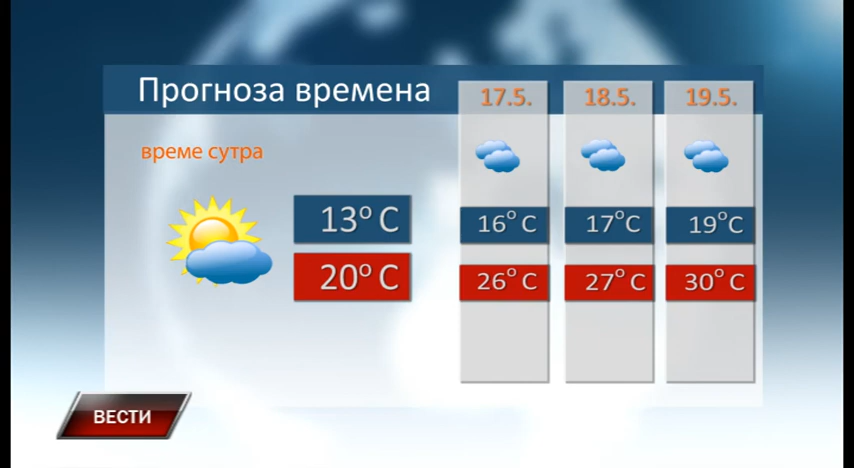 Прогноза времена
време сутра
13° C
20° C
17.5.
16° C
26° C
18.5.
17°C
27° C
19.5.
19°C
30° C
ВЕСТИ